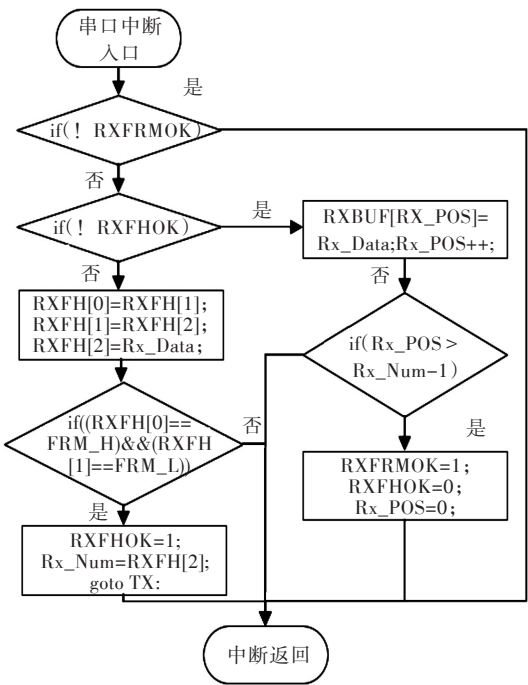 串口中断
入口
是
if(！RXFRMOK)
否
if(！RXFHOK)
是
RXBUF[RX_POS]=
Rx_Data;Rx_POS++;
否
否
RXFH[0]=RXFH[1];
RXFH[1]=RXFH[2];
RXFH[2]=Rx_Data;
if(Rx_POS>
Rx_Num-1)
if((RXFH[0]==
FRM_H)&&(RXFH
[1]==FRM_L))
否
是
是
RXFRMOK=1;
RXFHOK=0;
Rx_POS=0;
RXFHOK=1;
Rx_Num=RXFH[2];
goto TX:
中断返回